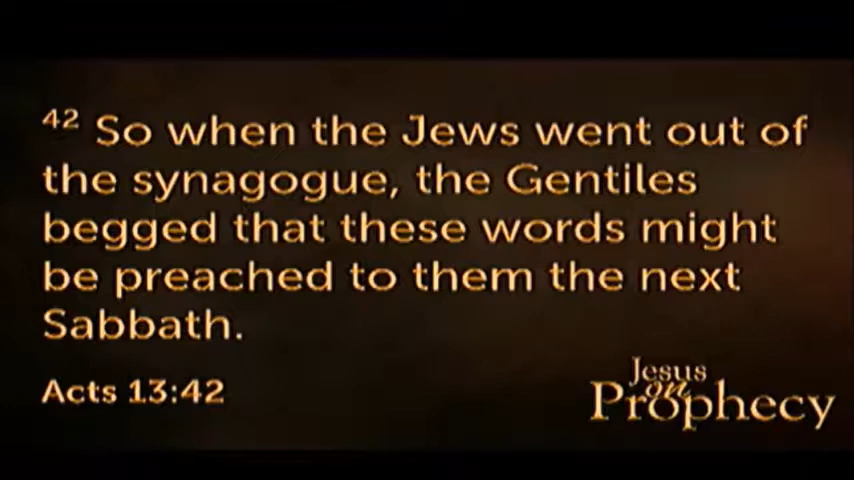 42 So when the Jews went out of
the synagogue, the Gentiles
begged that these words might
be preached to them the next
Sabbath.
Acts 13:42
Jesus
on
Prophecy